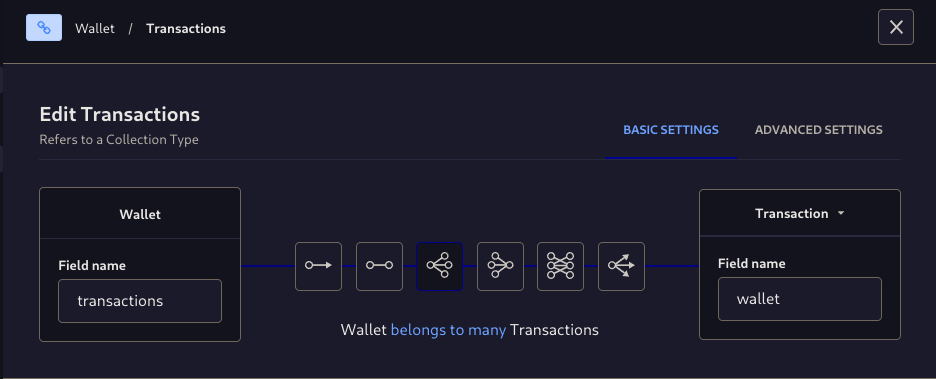 Wallet / Transactions
Edit Transactions
Refers to a Collection Type
BASIC SETTINGS ADVANCED SETTINGS
Wallet
Field name
transactions
Wallet belongs to many Transactions
Transaction
Field name
wallet